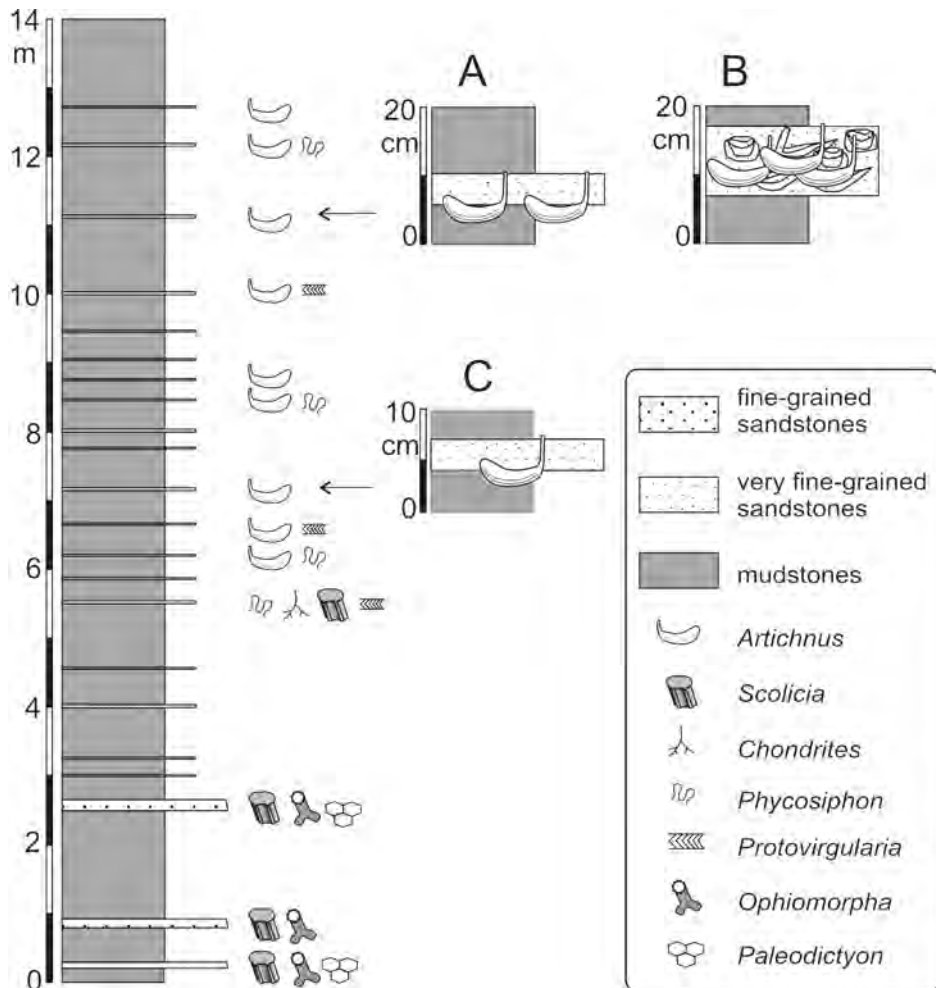 14
m
12
10
8
6
4
2
0
A
20
cm
0
B
20
cm
0
C
10
cm
0
fine-grained
sandstones
very fine-grained
sandstones
mudstones
Artichnus
Scolicia
Chondrites
Phycosiphon
Protovirgularia
Ophiomorpha
Paleodictyon